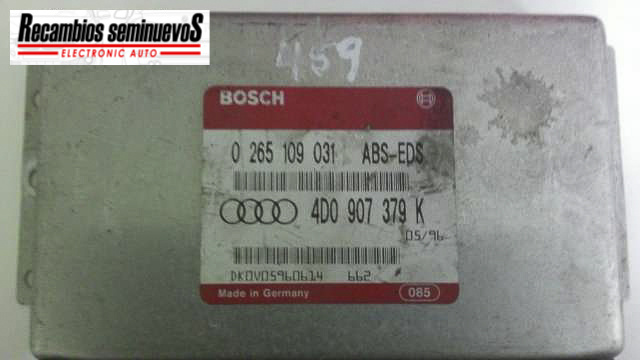 Recambios seminuevoS
ELECTRONIC AUTO
459
BOSCH
0 265 109 031 ABS-EDS
4D0 907 379 K
05/96
DK0V05960614 662
Made in Germany 085